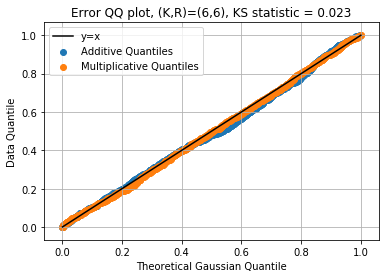 Error QQ plot, (K,R)=(6,6), KS statistic = 0.023
y=x
Additive Quantiles
Multiplicative Quantiles
1.0
0.8
0.6
0.4
0.2
0.0
Data Quantile
0.0 0.2 0.4 0.6 0.8 1.0
Theoretical Gaussian Quantile